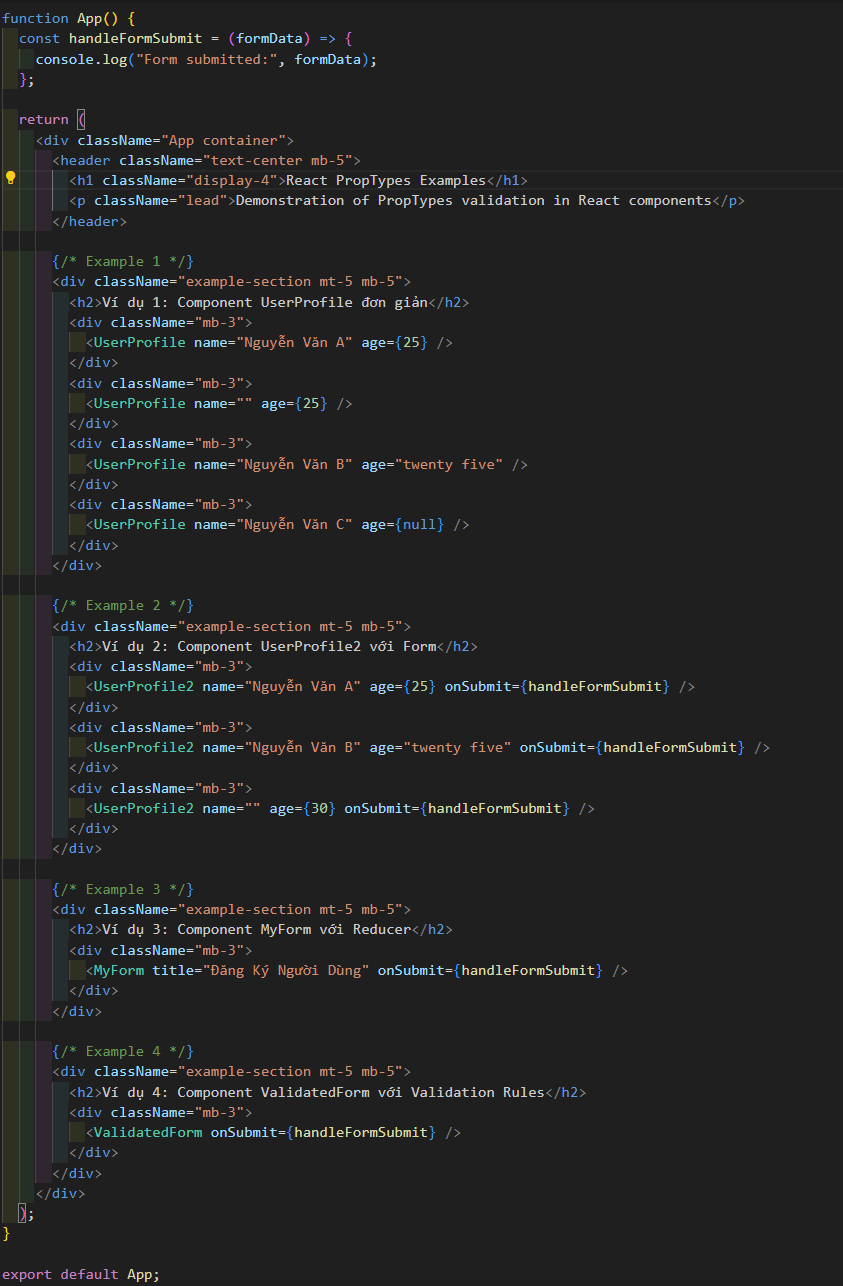 function App() {
  const handleFormSubmit = (formData) => {
    console.log("Form submitted:", formData);
  };

  return (
    <div className="App container">
      <header className="text-center mb-5">
        <h1 className="display-4">React PropTypes Examples</h1>
        <p className="lead">Demonstration of PropTypes validation in React components</p>
      </header>

      {/* Example 1 */}
      <div className="example-section mt-5 mb-5">
        <h2>Ví dụ 1: Component UserProfile đơn giản</h2>
        <div className="mb-3">
          <UserProfile name="Nguyễn Văn A" age={25} />
        </div>
        <div className="mb-3">
          <UserProfile name="" age={25} />
        </div>
        <div className="mb-3">
          <UserProfile name="Nguyễn Văn B" age="twenty five" />
        </div>
        <div className="mb-3">
          <UserProfile name="Nguyễn Văn C" age={null} />
        </div>
      </div>

      {/* Example 2 */}
      <div className="example-section mt-5 mb-5">
        <h2>Ví dụ 2: Component UserProfile2 với Form</h2>
        <div className="mb-3">
          <UserProfile2 name="Nguyễn Văn A" age={25} onSubmit={handleFormSubmit} />
        </div>
        <div className="mb-3">
          <UserProfile2 name="Nguyễn Văn B" age="twenty five" onSubmit={handleFormSubmit} />
        </div>
        <div className="mb-3">
          <UserProfile2 name="" age={30} onSubmit={handleFormSubmit} />
        </div>
      </div>

      {/* Example 3 */}
      <div className="example-section mt-5 mb-5">
        <h2>Ví dụ 3: Component MyForm với Reducer</h2>
        <div className="mb-3">
          <MyForm title="Đăng Ký Người Dùng" onSubmit={handleFormSubmit} />
        </div>
      </div>

      {/* Example 4 */}
      <div className="example-section mt-5 mb-5">
        <h2>Ví dụ 4: Component ValidatedForm với Validation Rules</h2>
        <div className="mb-3">
          <ValidatedForm onSubmit={handleFormSubmit} />
        </div>
      </div>
    </div>
  );
}

export default App;